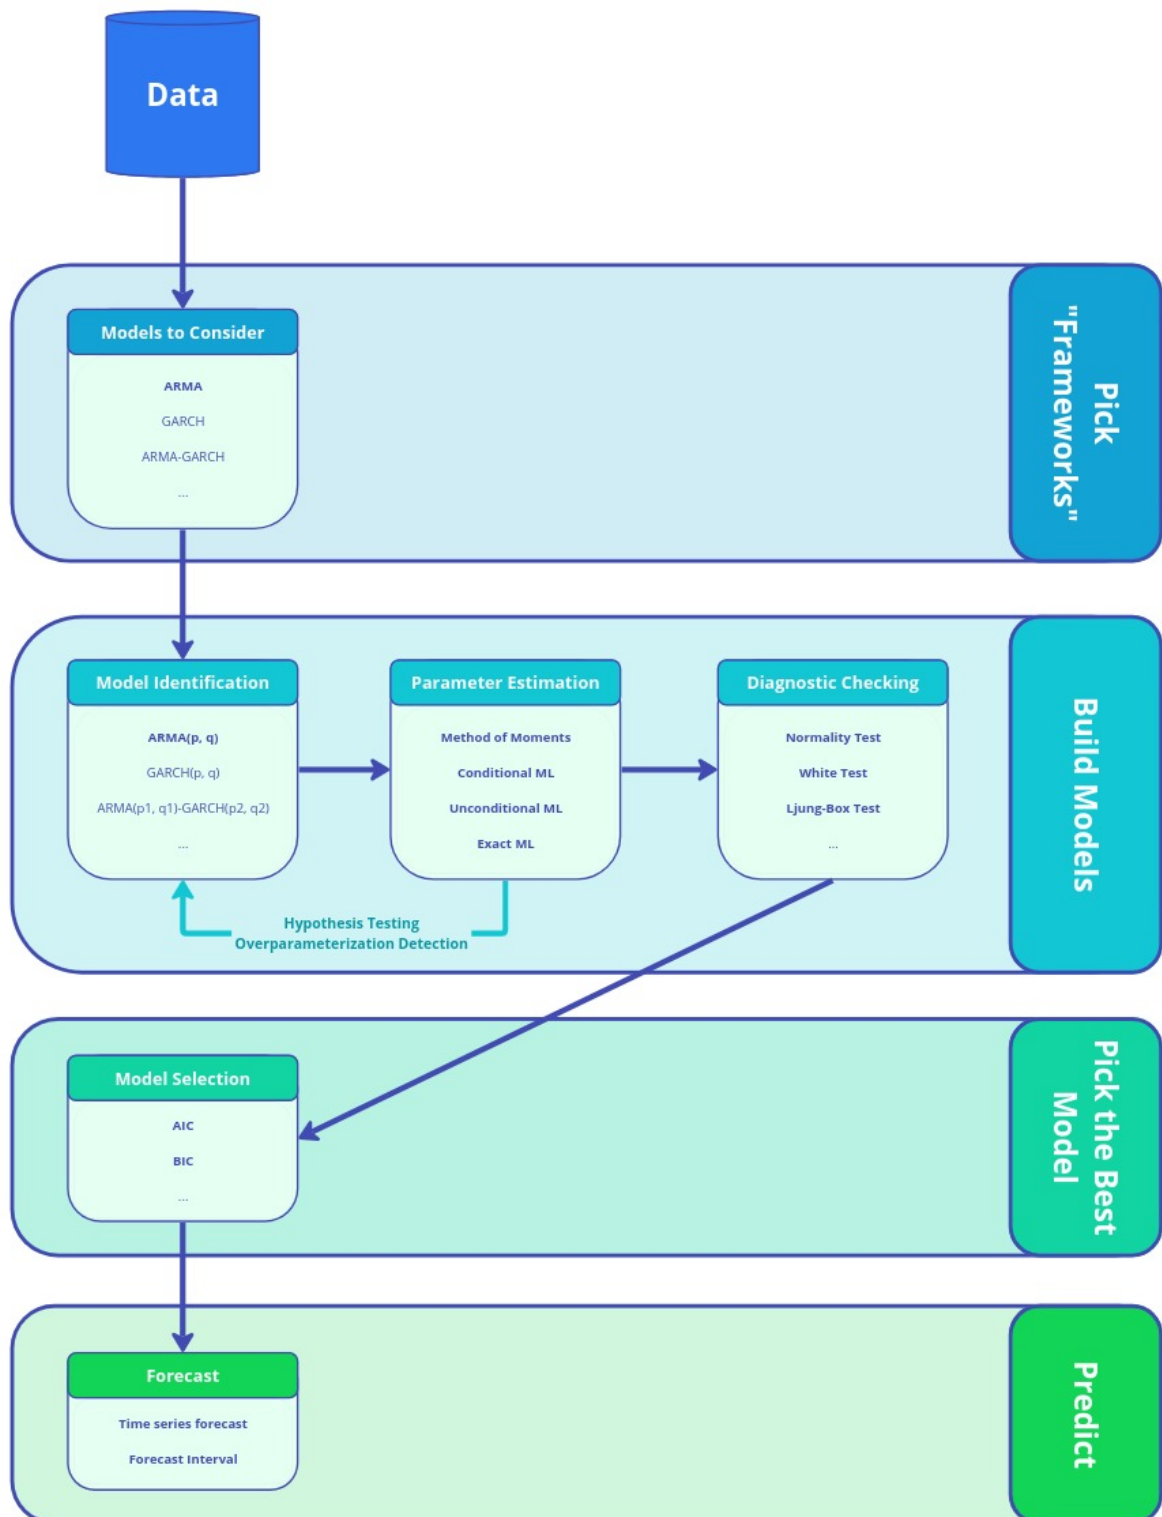 Data
Pick
"Frameworks"
Models to Consider
ARMA
GARCH
ARMA-GARCH
...
Build Models
Model Identification
ARMA(p, q)
GARCH(p, q)
ARMA(p1, q1)-GARCH(p2, q2)
...
Parameter Estimation
Method of Moments
Conditional ML
Unconditional ML
Exact ML
Diagnostic Checking
Normality Test
White Test
Ljung-Box Test
...
Hypothesis Testing
Overparameterization Detection
Pick the Best
Model
Model Selection
AIC
BIC
...
Predict
Forecast
Time series forecast
Forecast Interval